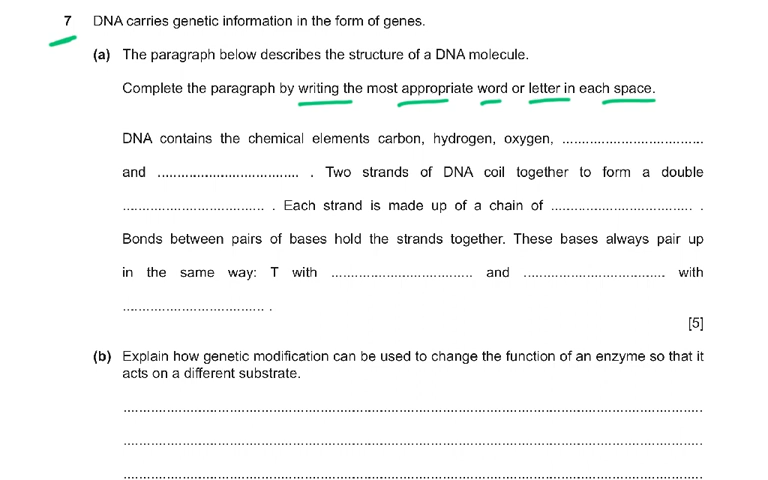 7 DNA carries genetic information in the form of genes.
(a) The paragraph below describes the structure of a DNA molecule.
Complete the paragraph by writing the most appropriate word or letter in each space.
DNA contains the chemical elements carbon, hydrogen, oxygen, ....................................
and .................................... . Two strands of DNA coil together to form a double
.................................... . Each strand is made up of a chain of .................................... .
Bonds between pairs of bases hold the strands together. These bases always pair up
in the same way: T with .................................... and .................................... with
.................................... .
[5]
(b) Explain how genetic modification can be used to change the function of an enzyme so that it
acts on a different substrate.